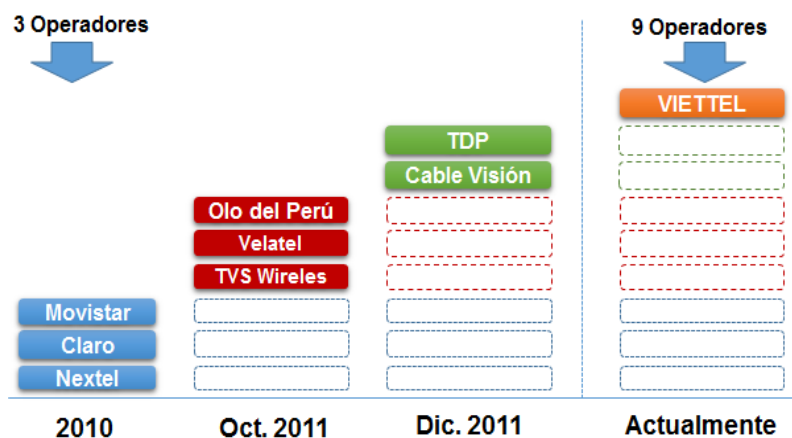 3 Operadores
9 Operadores
VIETTEL
TDP
Cable Visión
Olo del Perú
Velatel
TVS Wireles
Movistar
Claro
Nextel
2010
Oct. 2011
Dic. 2011
Actualmente